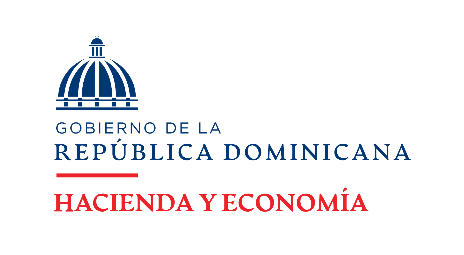 GOBIERNO DE LA
REPÚBLICA DOMINICANA
HACIENDA Y ECONOMÍA